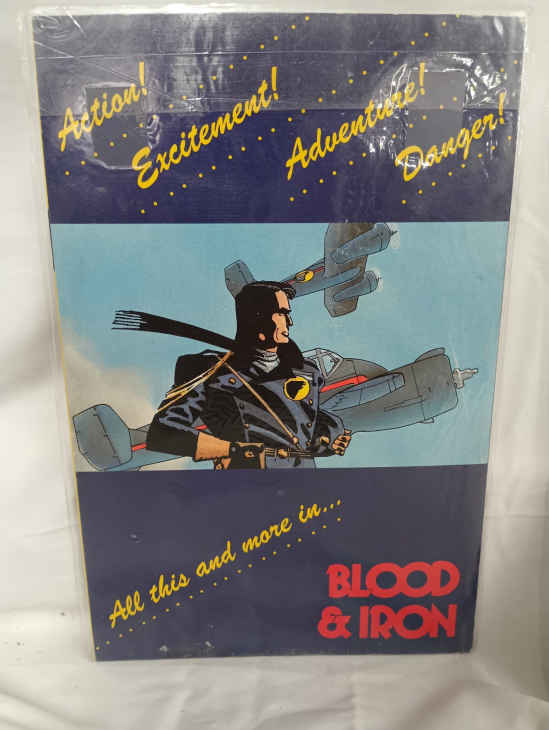 Action!
Excitement!
Adventure!
Danger!
All this and more in...
BLOOD
& IRON